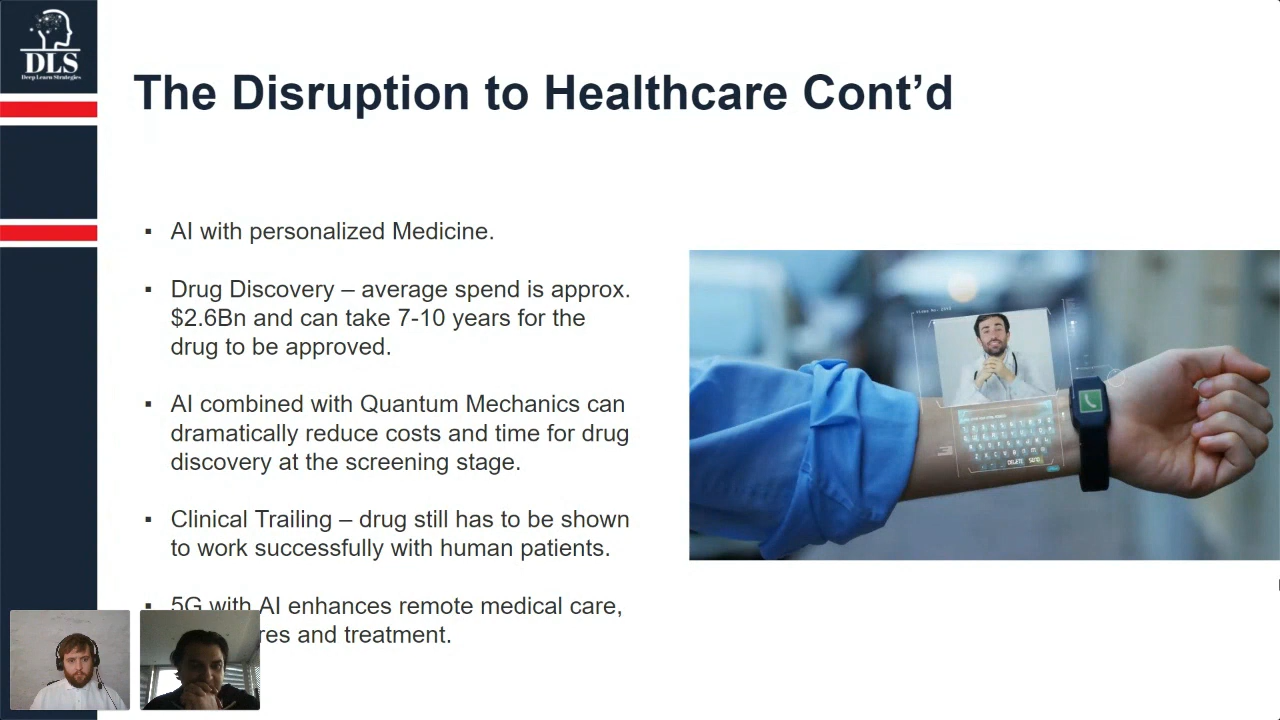 DLS
Deep Learn Strategies
The Disruption to Healthcare Cont’d
▪ AI with personalized Medicine.
▪ Drug Discovery – average spend is approx.
$2.6Bn and can take 7-10 years for the
drug to be approved.
▪ AI combined with Quantum Mechanics can
dramatically reduce costs and time for drug
discovery at the screening stage.
▪ Clinical Trailing – drug still has to be shown
to work successfully with human patients.
▪ 5G with AI enhances remote medical care,
res and treatment.
DELETE SEND